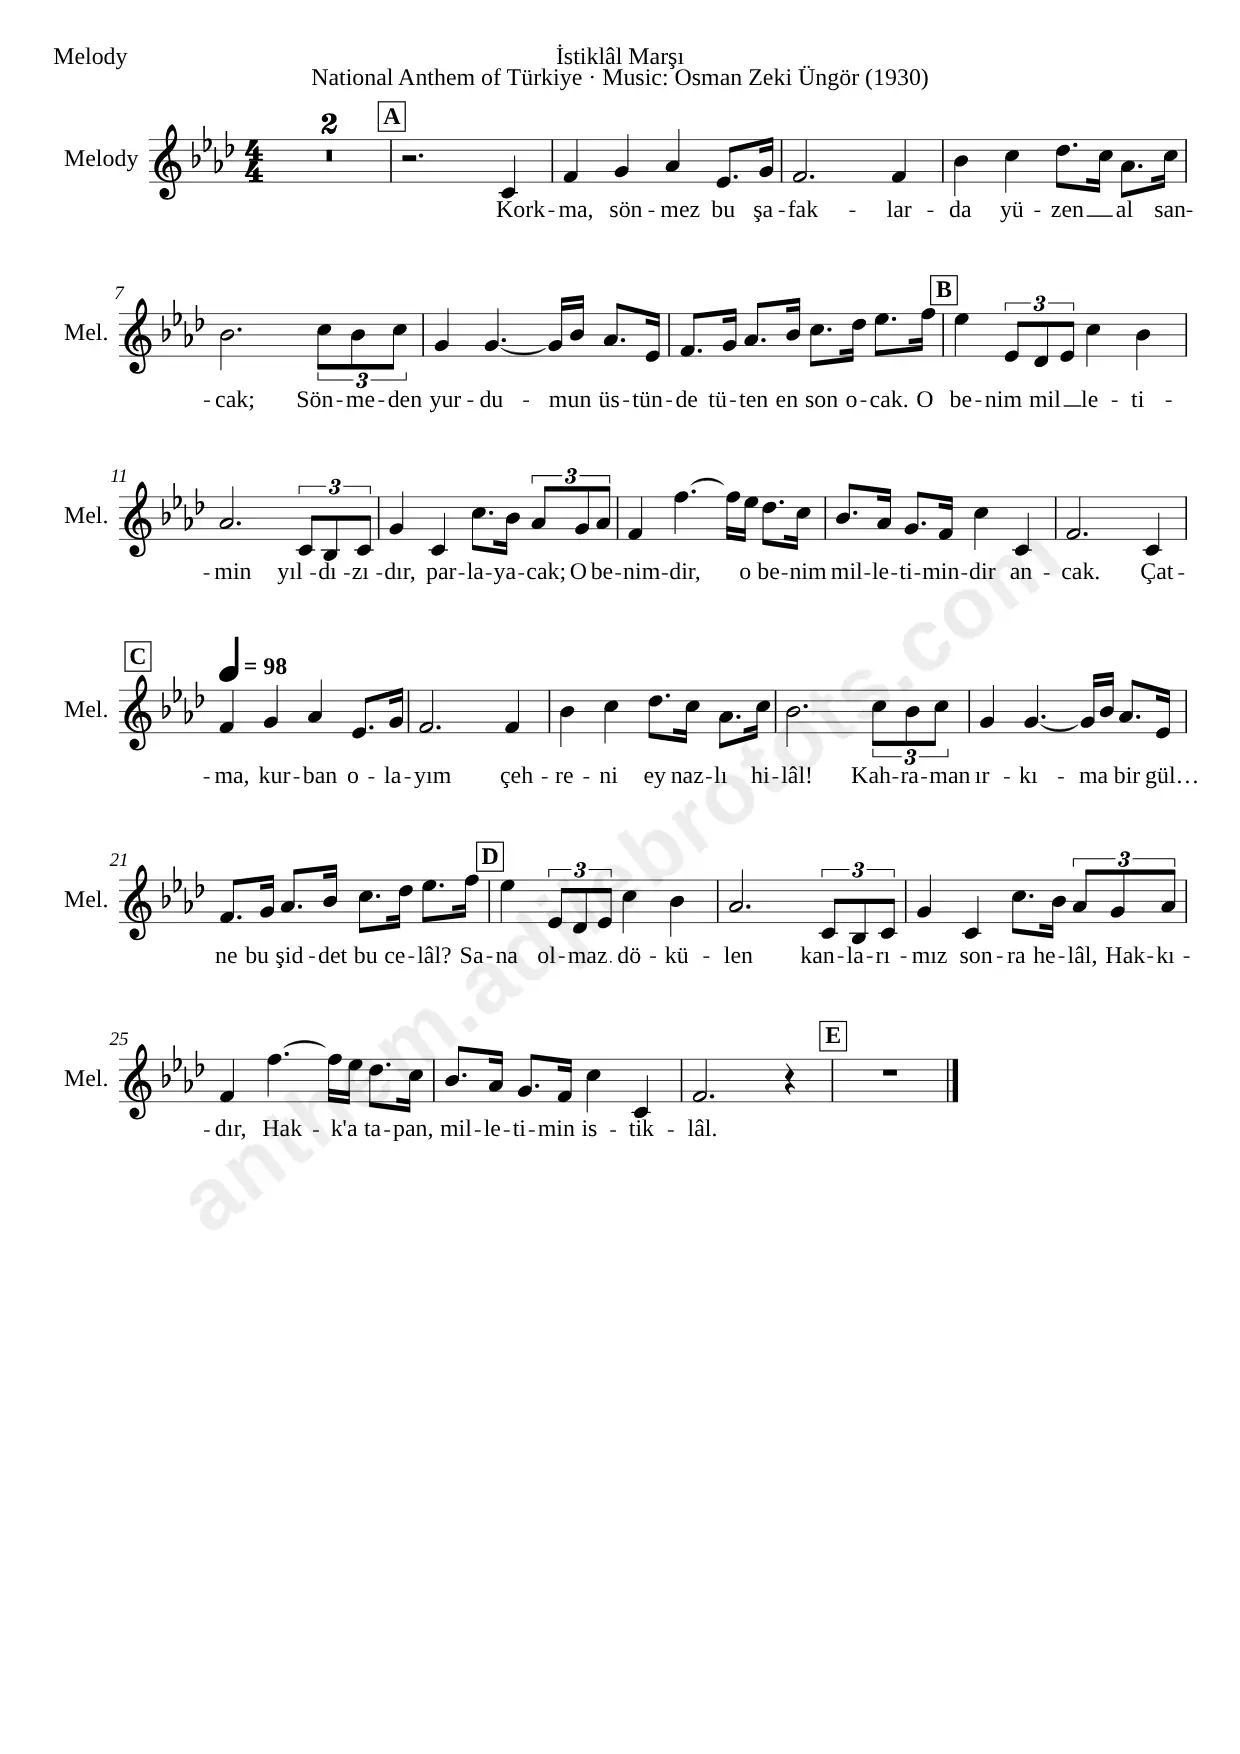 Melody
İstiklâl Marşı
National Anthem of Türkiye · Music: Osman Zeki Üngör (1930)
2
A
Melody
4
4
Kork - ma, sön - mez bu şa - fak - lar - da yü - zen al san-
7
3
3
B
Mel.
- cak; Sön - me - den yur - du - mun üs - tün - de tü - ten en son o - cak. O be - nim mil le - ti -
11
3
3
Mel.
- min yıl - dı - zı - dır, par - la - ya - cak; O be - nim - dir, o be - nim mil - le - ti - min - dir an - cak. Çat -
C
= 98
3
Mel.
- ma, kur - ban o - la - yım çeh - re - ni ey naz - lı hi - lâl! Kah - ra - man ır - kı - ma bir gül…
21
D
3
3
3
Mel.
ne bu şid - det bu ce - lâl? Sa - na ol - maz dö - kü - len kan - la - rı - mız son - ra he - lâl, Hak - kı -
25
E
Mel.
- dır, Hak - k'a ta - pan, mil - le - ti - min is - tik - lâl.
anthem.adjilebrotots.com